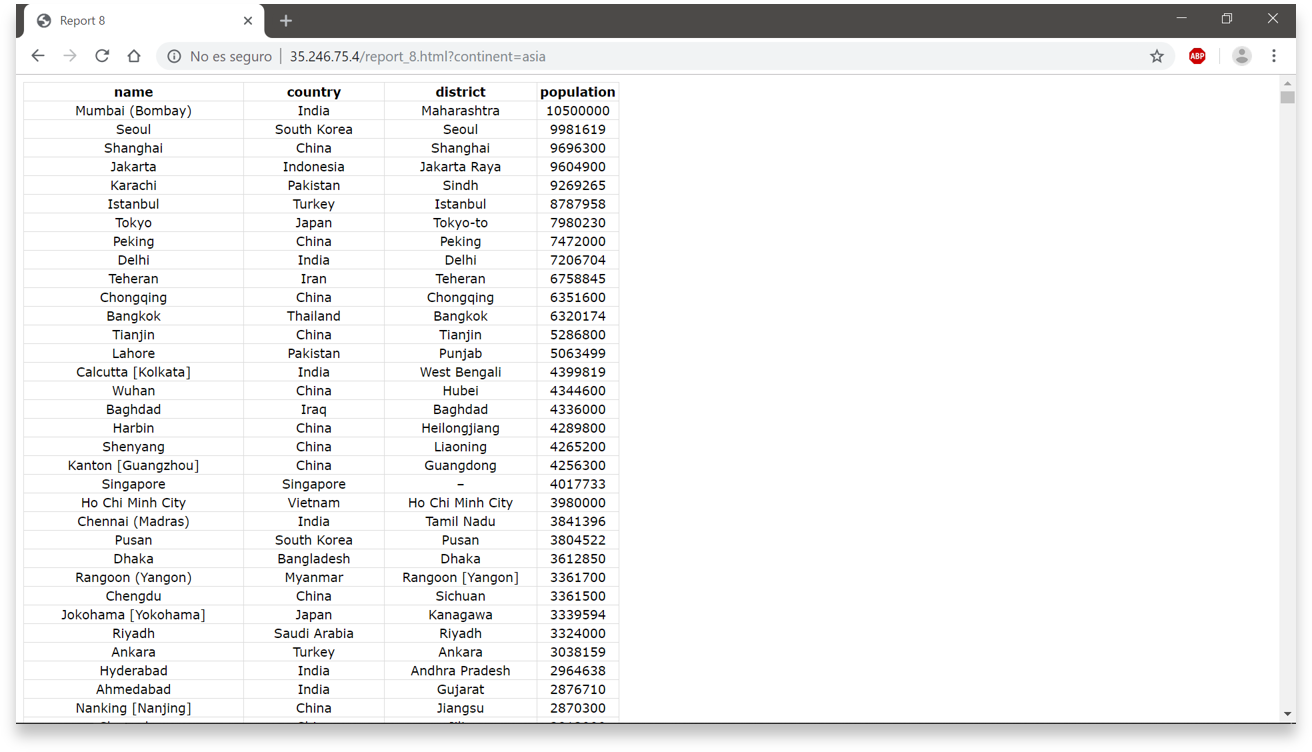 Report 8
No es seguro | 35.246.75.4/report_8.html?continent=asia
ABP
name country district population
Mumbai (Bombay) India Maharashtra 10500000
Seoul South Korea Seoul 9981619
Shanghai China Shanghai 9696300
Jakarta Indonesia Jakarta Raya 9604900
Karachi Pakistan Sindh 9269265
Istanbul Turkey Istanbul 8787958
Tokyo Japan Tokyo-to 7980230
Peking China Peking 7472000
Delhi India Delhi 7206704
Teheran Iran Teheran 6758845
Chongqing China Chongqing 6351600
Bangkok Thailand Bangkok 6320174
Tianjin China Tianjin 5286800
Lahore Pakistan Punjab 5063499
Calcutta [Kolkata] India West Bengali 4399819
Wuhan China Hubei 4344600
Baghdad Iraq Baghdad 4336000
Harbin China Heilongjiang 4289800
Shenyang China Liaoning 4265200
Kanton [Guangzhou] China Guangdong 4256300
Singapore Singapore – 4017733
Ho Chi Minh City Vietnam Ho Chi Minh City 3980000
Chennai (Madras) India Tamil Nadu 3841396
Pusan South Korea Pusan 3804522
Dhaka Bangladesh Dhaka 3612850
Rangoon (Yangon) Myanmar Rangoon [Yangon] 3361700
Chengdu China Sichuan 3361500
Jokohama [Yokohama] Japan Kanagawa 3339594
Riyadh Saudi Arabia Riyadh 3324000
Ankara Turkey Ankara 3038159
Hyderabad India Andhra Pradesh 2964638
Ahmedabad India Gujarat 2876710
Nanking [Nanjing] China Jiangsu 2870300